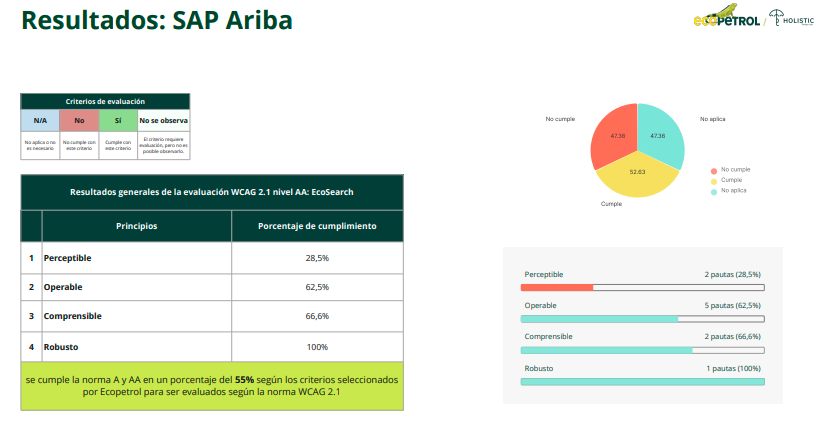 Resultados: SAP Ariba
ecoPETROL / HOLISTIC
Criterios de evaluación
N/A No Sí No se observa
No aplica o no es necesario
No cumple con este criterio
Cumple con este criterio
El criterio requiere evaluación, pero no es posible observarlo.
Resultados generales de la evaluación WCAG 2.1 nivel AA: EcoSearch
Principios Porcentaje de cumplimiento
1 Perceptible 28,5%
2 Operable 62,5%
3 Comprensible 66,6%
4 Robusto 100%
se cumple la norma A y AA en un porcentaje del 55% según los criterios seleccionados
por Ecopetrol para ser evaluados según la norma WCAG 2.1
No cumple
No aplica
47.36
47.36
52.63
Cumple
No cumple
Cumple
No aplica
Perceptible 2 pautas (28,5%)
Operable 5 pautas (62,5%)
Comprensible 2 pautas (66,6%)
Robusto 1 pautas (100%)